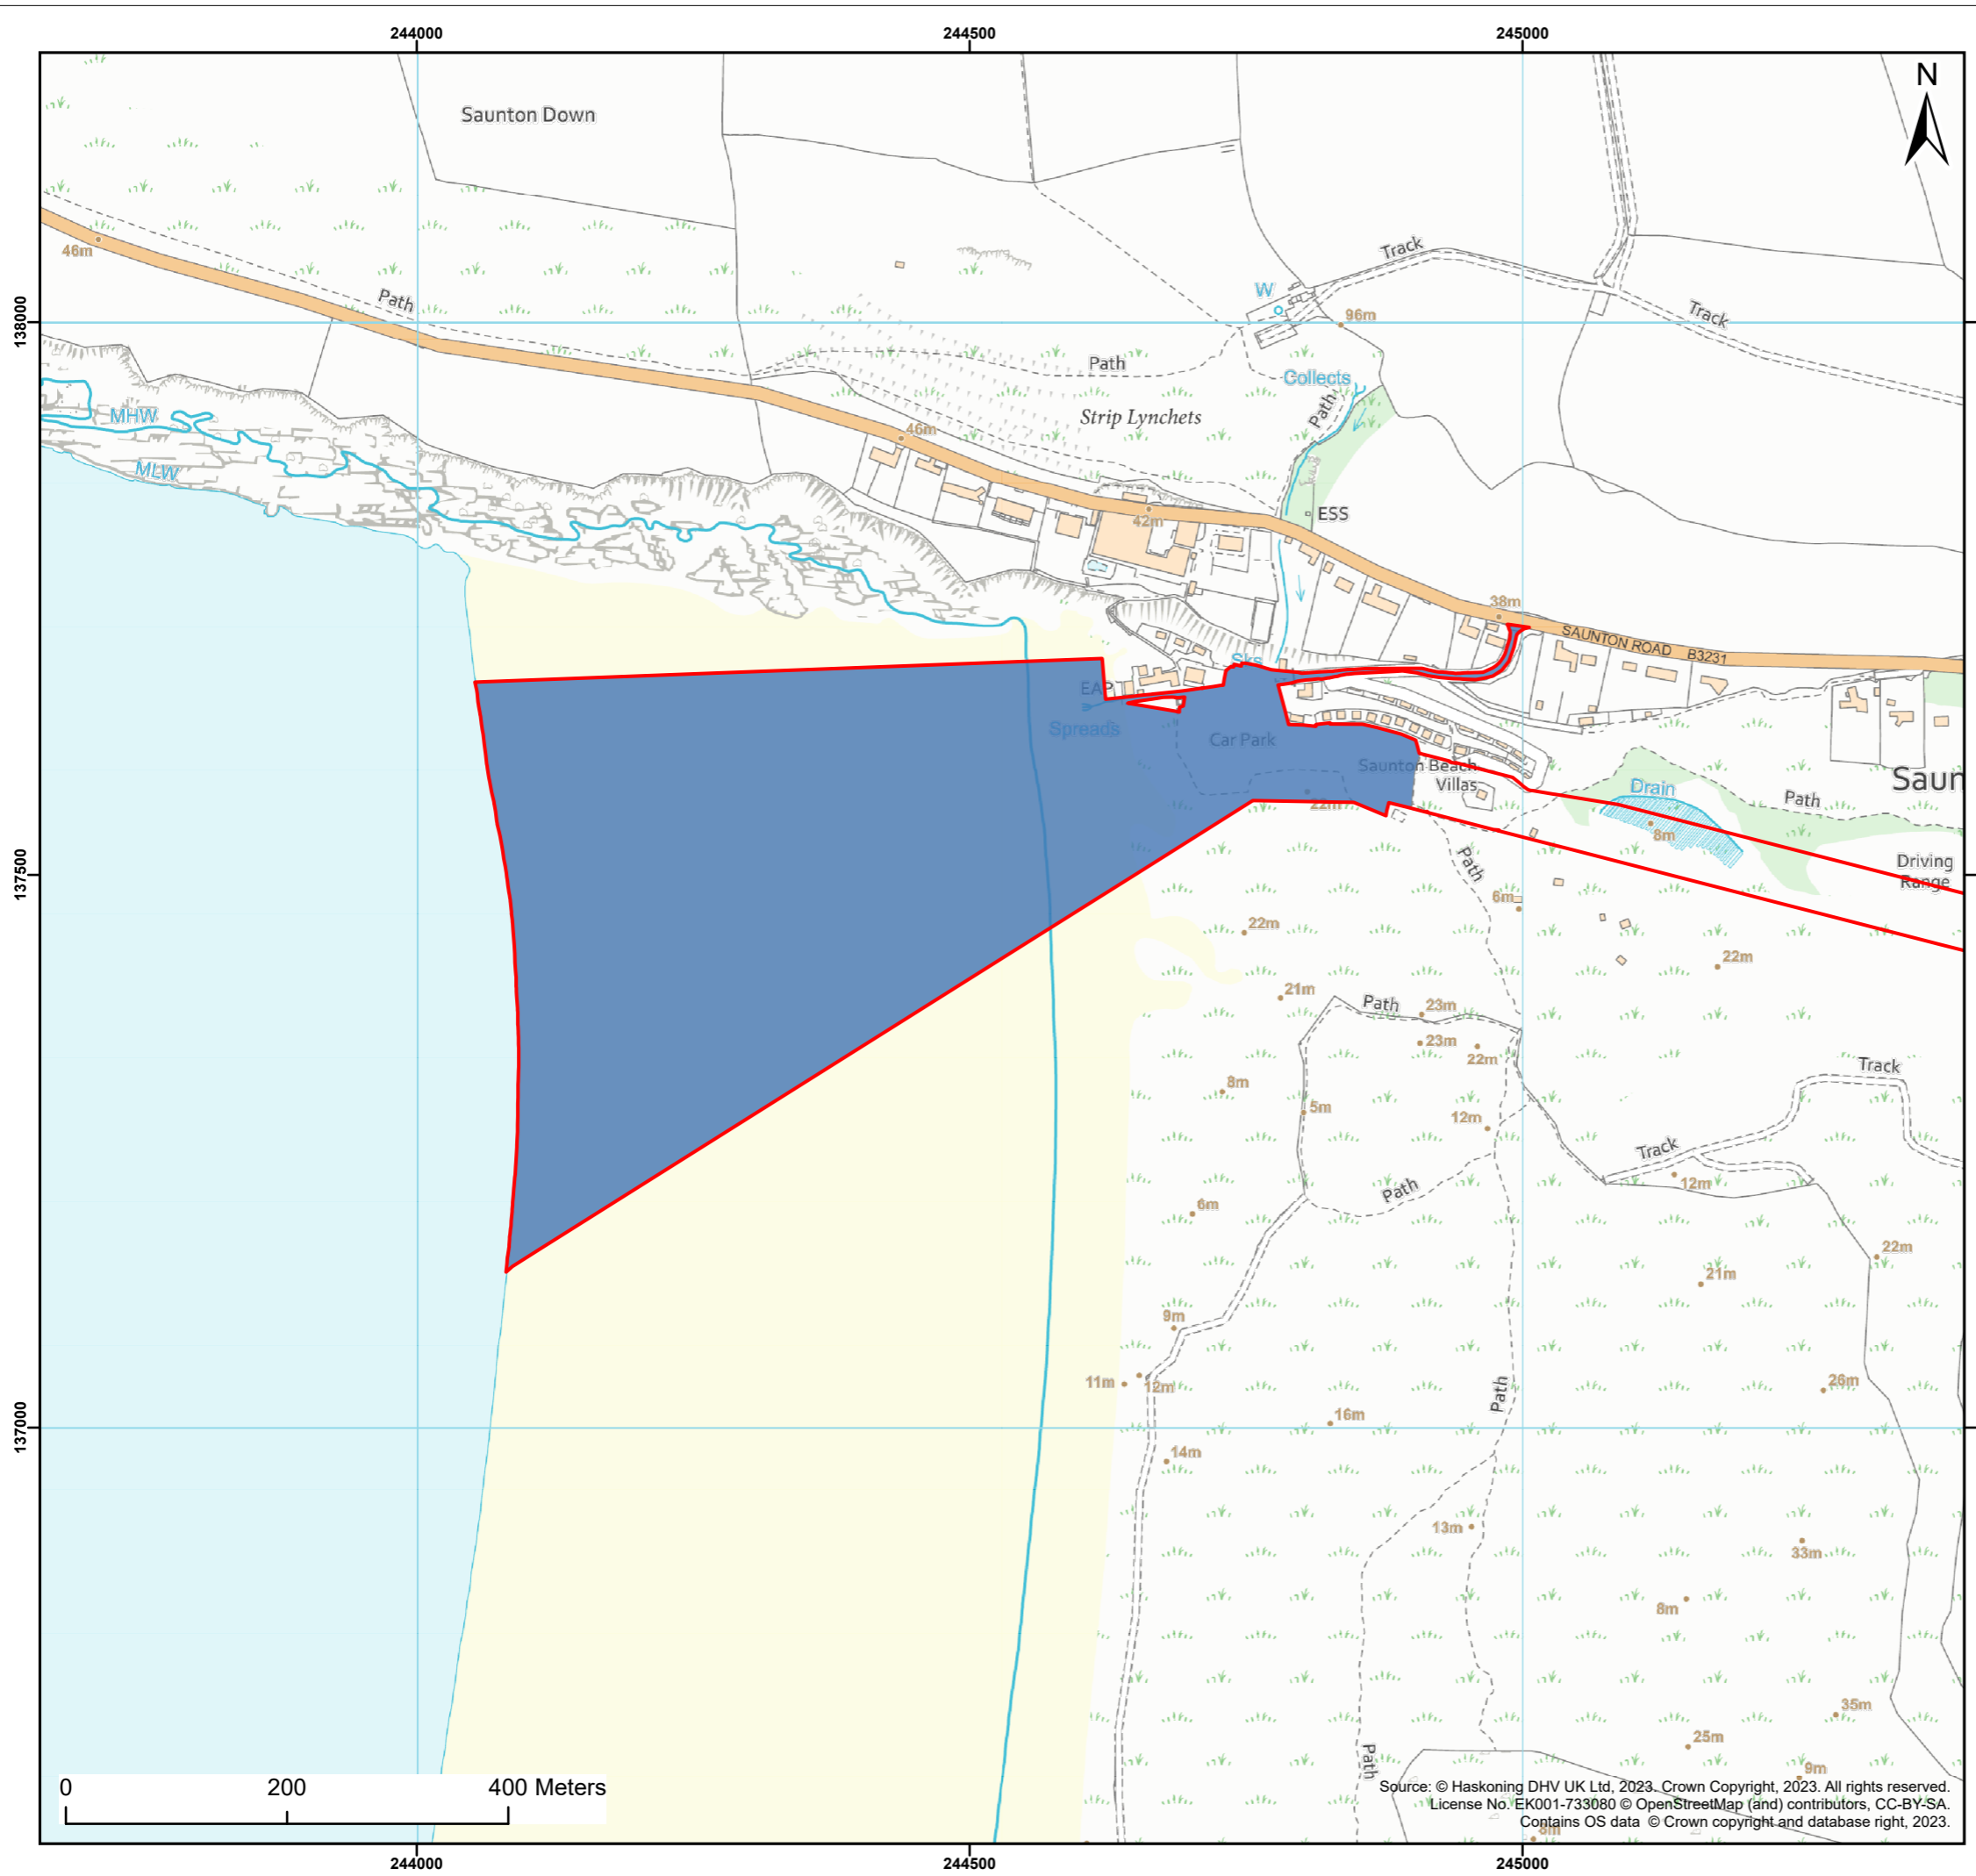 244000 244500 245000
N
Saunton Down
46m
Path
Track
W
138000
96m
Track
Path
Collects
Path
MHW
Strip Lynchets
46m
MLW
ESS
42m
38m
SAUNTON ROAD B3231
Sks
EAP
Spreads
Car Park
Saunton Beach
Villas
22m
Drain
Path
8m
Saun
Driving
Range
137500
Path
6m
22m
22m
21m
Path
23m
23m
22m
8m
5m
12m
Track
Track
12m
Path
6m
22m
21m
9m
11m
12m
26m
Path
16m
137000
14m
13m
33m
8m
35m
25m
Path
9m
0 200 400 Meters
Source: © Haskoning DHV UK Ltd, 2023. Crown Copyright, 2023. All rights reserved.
License No. EK001-733080 © OpenStreetMap (and) contributors, CC-BY-SA.
Contains OS data © Crown copyright and database right, 2023.
8m
244000 244500 245000